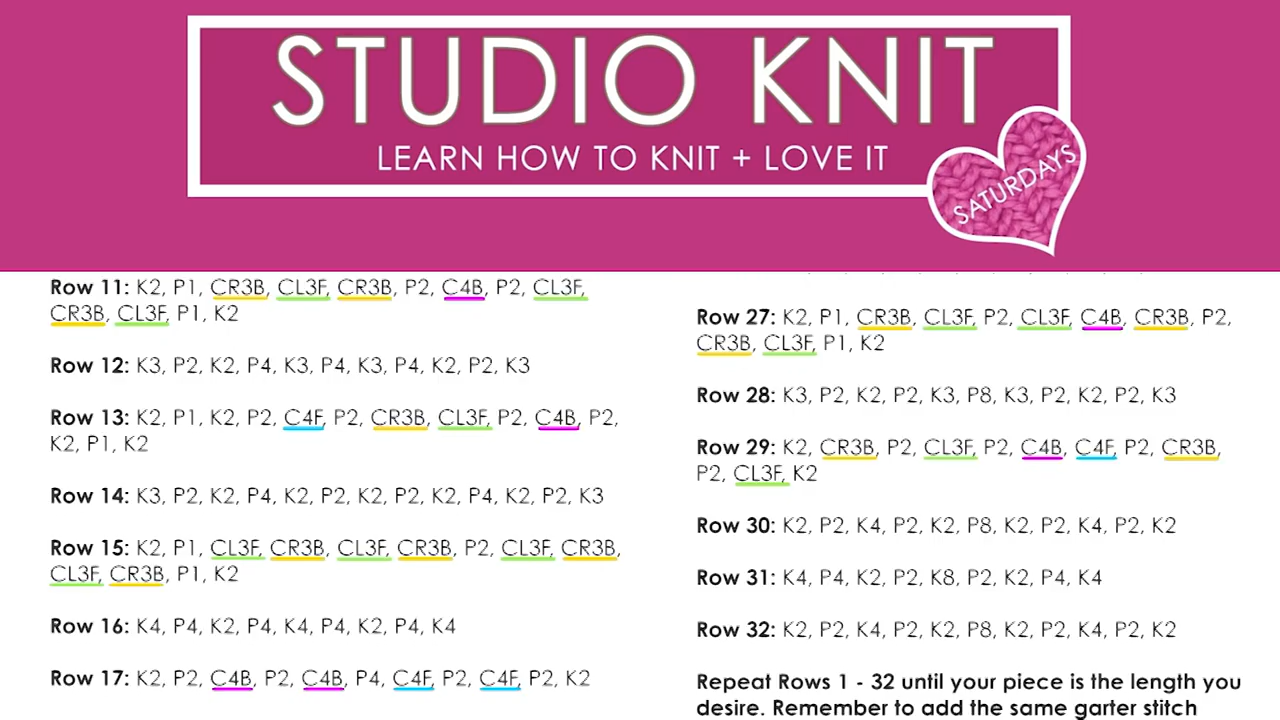 STUDIO KNIT
LEARN HOW TO KNIT + LOVE IT
SATURDAYS
Row 11: K2, P1, CR3B, CL3F, CR3B, P2, C4B, P2, CL3F,
CR3B, CL3F, P1, K2
Row 12: K3, P2, K2, P4, K3, P4, K3, P4, K2, P2, K3
Row 13: K2, P1, K2, P2, C4F, P2, CR3B, CL3F, P2, C4B, P2,
K2, P1, K2
Row 14: K3, P2, K2, P4, K2, P2, K2, P2, K2, P4, K2, P2, K3
Row 15: K2, P1, CL3F, CR3B, CL3F, CR3B, P2, CL3F, CR3B,
CL3F, CR3B, P1, K2
Row 16: K4, P4, K2, P4, K4, P4, K2, P4, K4
Row 17: K2, P2, C4B, P2, C4B, P4, C4F, P2, C4F, P2, K2
Row 27: K2, P1, CR3B, CL3F, P2, CL3F, C4B, CR3B, P2,
CR3B, CL3F, P1, K2
Row 28: K3, P2, K2, P2, K3, P8, K3, P2, K2, P2, K3
Row 29: K2, CR3B, P2, CL3F, P2, C4B, C4F, P2, CR3B,
P2, CL3F, K2
Row 30: K2, P2, K4, P2, K2, P8, K2, P2, K4, P2, K2
Row 31: K4, P4, K2, P2, K8, P2, K2, P4, K4
Row 32: K2, P2, K4, P2, K2, P8, K2, P2, K4, P2, K2
Repeat Rows 1 - 32 until your piece is the length you
desire. Remember to add the same garter stitch